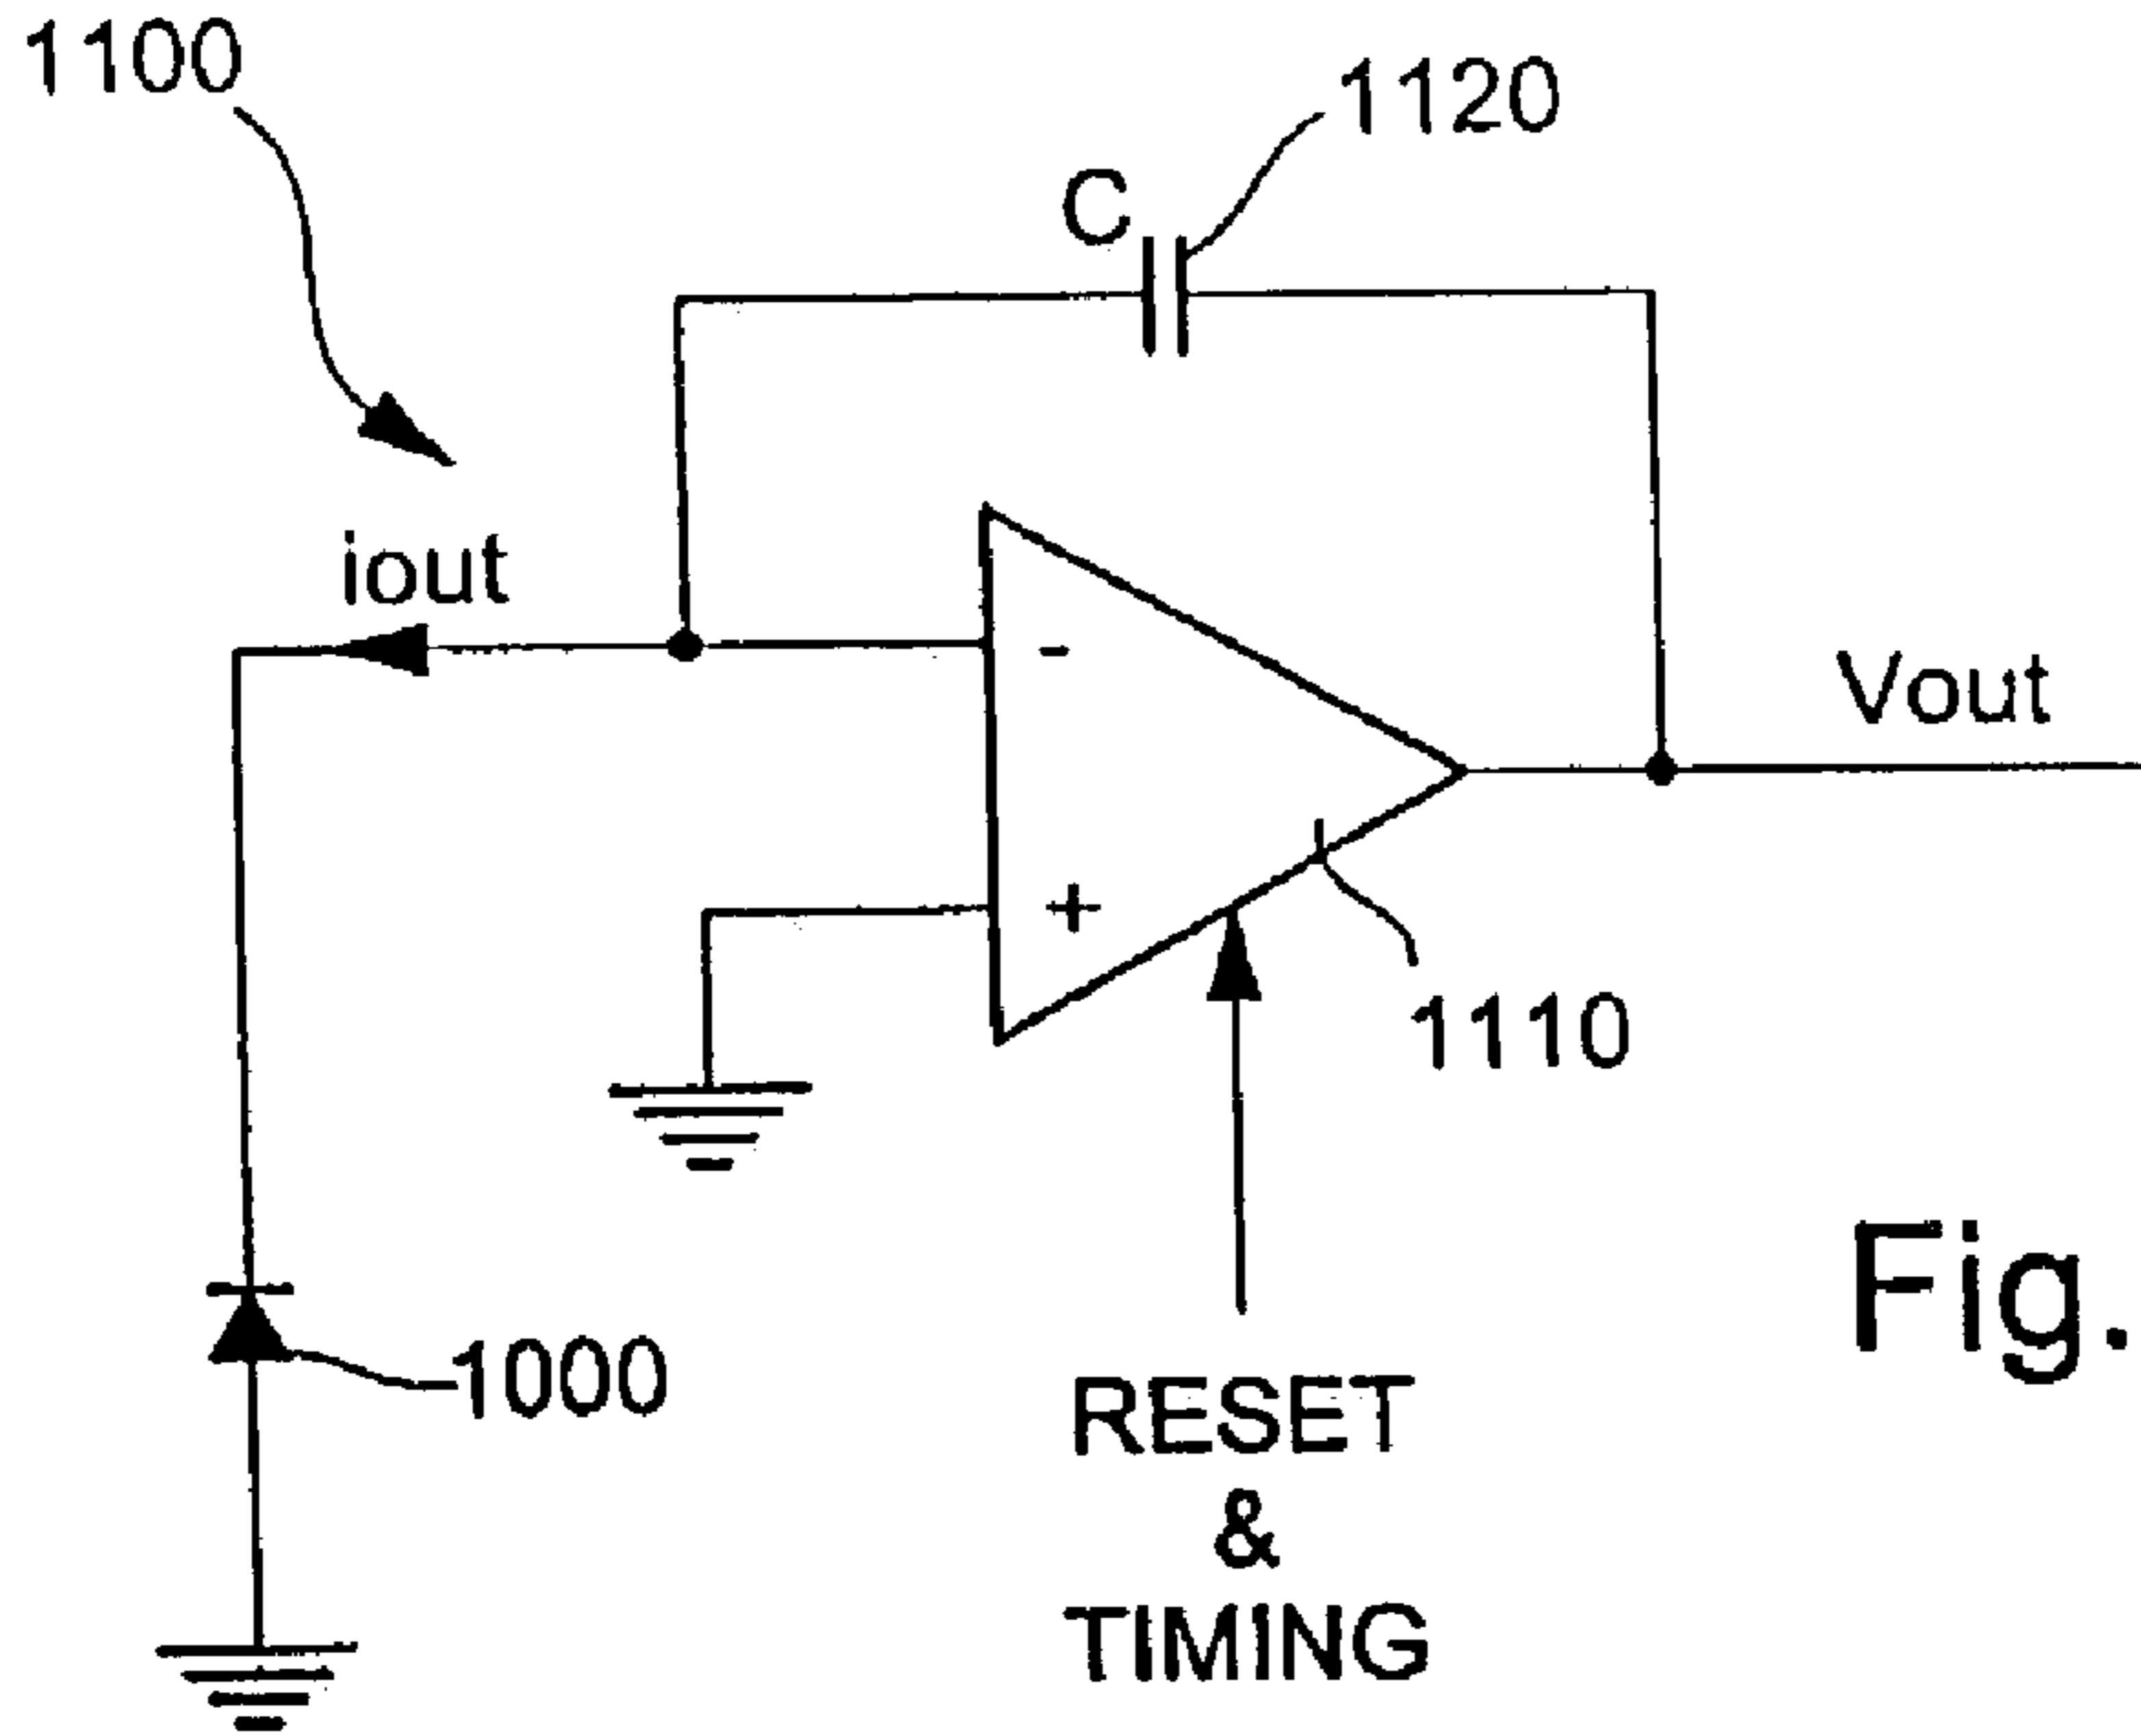 1100
1120
C
iout
-
Vout
+
1110
Fig.
1000
RESET
&
TIMING